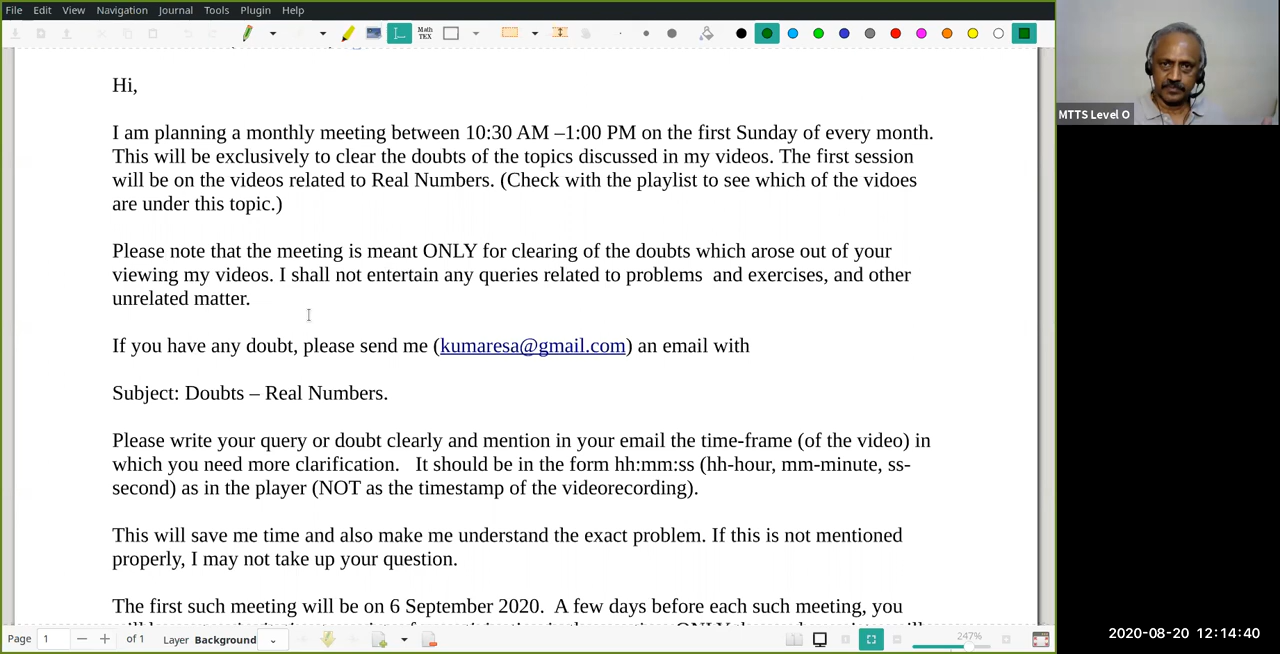 File Edit View Navigation Journal Tools Plugin Help
Math
TEX
Hi,
I am planning a monthly meeting between 10:30 AM –1:00 PM on the first Sunday of every month.
This will be exclusively to clear the doubts of the topics discussed in my videos. The first session
will be on the videos related to Real Numbers. (Check with the playlist to see which of the vidoes
are under this topic.)
Please note that the meeting is meant ONLY for clearing of the doubts which arose out of your
viewing my videos. I shall not entertain any queries related to problems  and exercises, and other
unrelated matter.
If you have any doubt, please send me (kumaresa@gmail.com) an email with
Subject: Doubts – Real Numbers.
Please write your query or doubt clearly and mention in your email the time-frame (of the video) in
which you need more clarification.   It should be in the form hh:mm:ss (hh-hour, mm-minute, ss-
second) as in the player (NOT as the timestamp of the videorecording).
This will save me time and also make me understand the exact problem. If this is not mentioned
properly, I may not take up your question.
The first such meeting will be on 6 September 2020.  A few days before each such meeting, you
Page 1 of 1 Layer Background 247%
MTTS Level O
2020-08-20 12:14:40